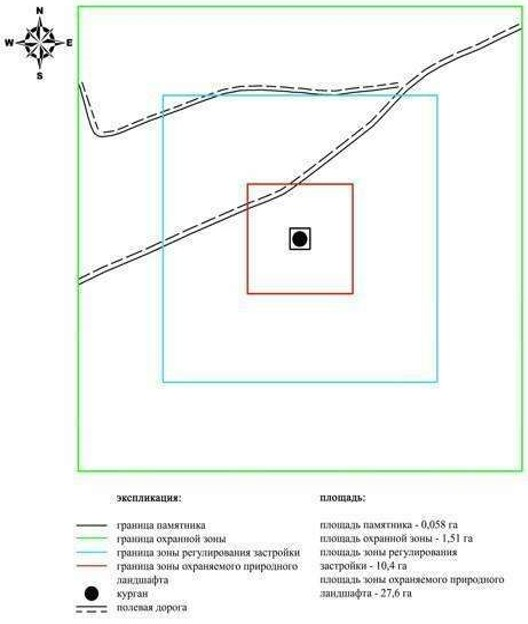 N
W E
S
экспликация: площадь:
граница памятника площадь памятника - 0,058 га
граница охранной зоны площадь охранной зоны - 1,51 га
граница зоны регулирования застройки площадь зоны регулирования
граница зоны охраняемого природного застройки - 10,4 га
ландшафта площадь зоны охраняемого природного
курган ландшафта - 27,6 га
полевая дорога